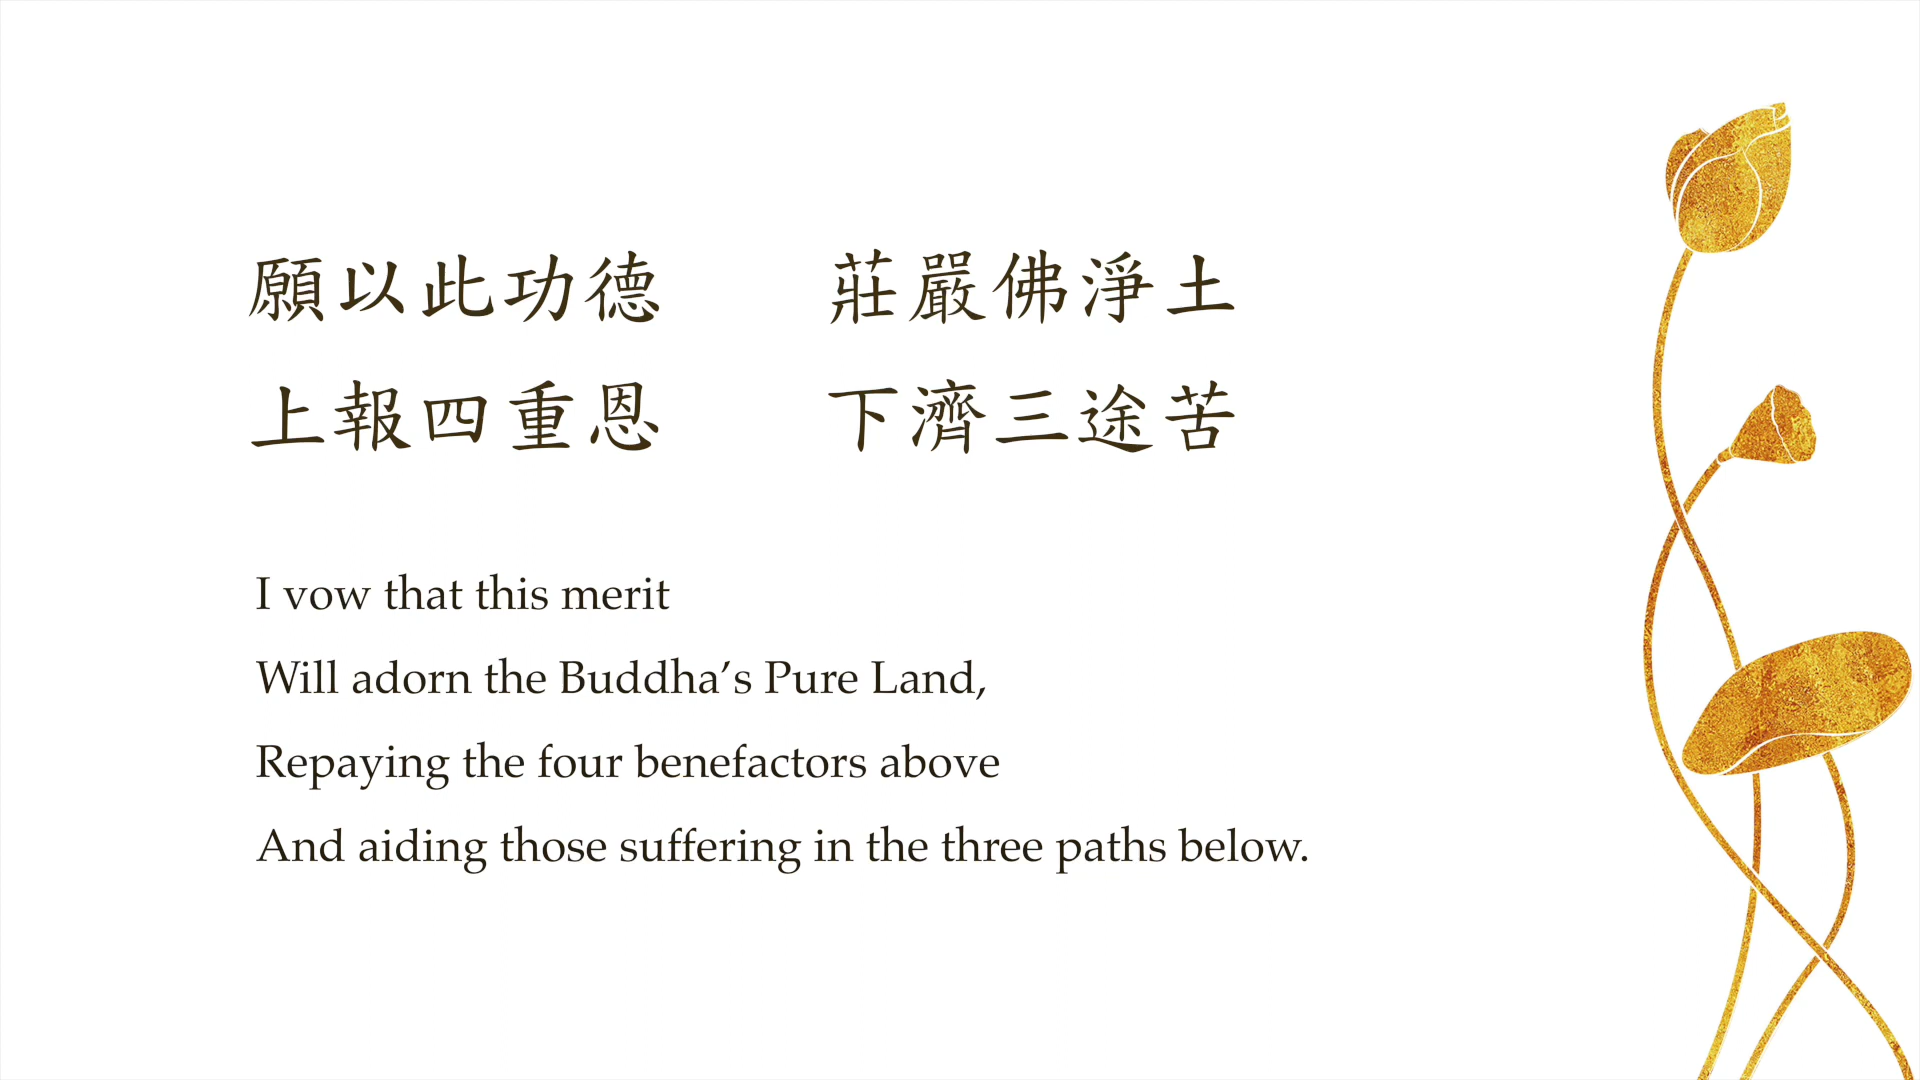 願以此功德 莊嚴佛淨土
上報四重恩 下濟三途苦
I vow that this merit
Will adorn the Buddha’s Pure Land,
Repaying the four benefactors above
And aiding those suffering in the three paths below.